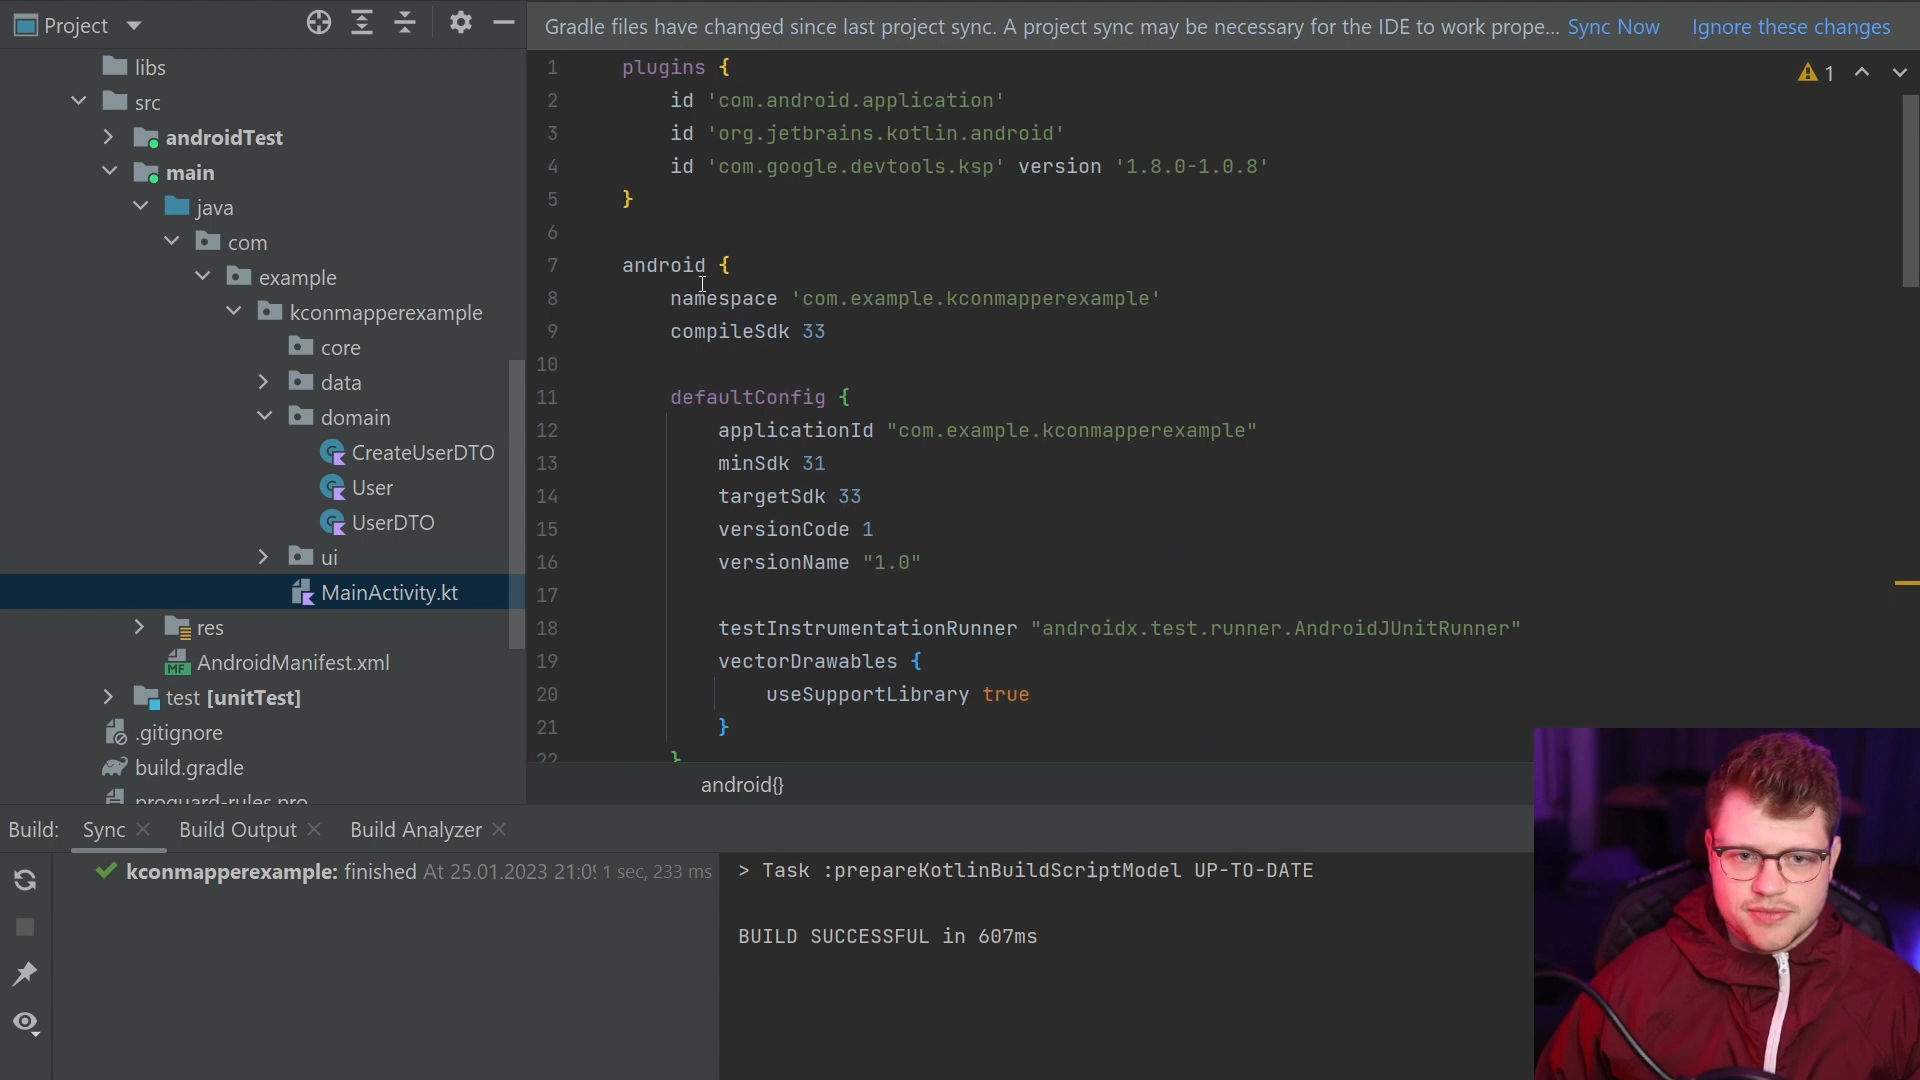 Project
Gradle files have changed since last project sync. A project sync may be necessary for the IDE to work prope... Sync Now Ignore these changes
libs
src
androidTest
main
java
com
example
kconmapperexample
core
data
domain
CreateUserDTO
User
UserDTO
ui
MainActivity.kt
res
MF AndroidManifest.xml
test [unitTest]
.gitignore
build.gradle
proguard-rules.pro
1 plugins {
2 id 'com.android.application'
3 id 'org.jetbrains.kotlin.android'
4 id 'com.google.devtools.ksp' version '1.8.0-1.0.8'
5 }
6
7 android {
8 namespace 'com.example.kconmapperexample'
9 compileSdk 33
10
11 defaultConfig {
12 applicationId "com.example.kconmapperexample"
13 minSdk 31
14 targetSdk 33
15 versionCode 1
16 versionName "1.0"
17
18 testInstrumentationRunner "androidx.test.runner.AndroidJUnitRunner"
19 vectorDrawables {
20 useSupportLibrary true
21 }
22 }
1
android{}
Build: Sync Build Output Build Analyzer
kconmapperexample: finished At 25.01.2023 21:09 1 sec, 233 ms
> Task :prepareKotlinBuildScriptModel UP-TO-DATE
BUILD SUCCESSFUL in 607ms